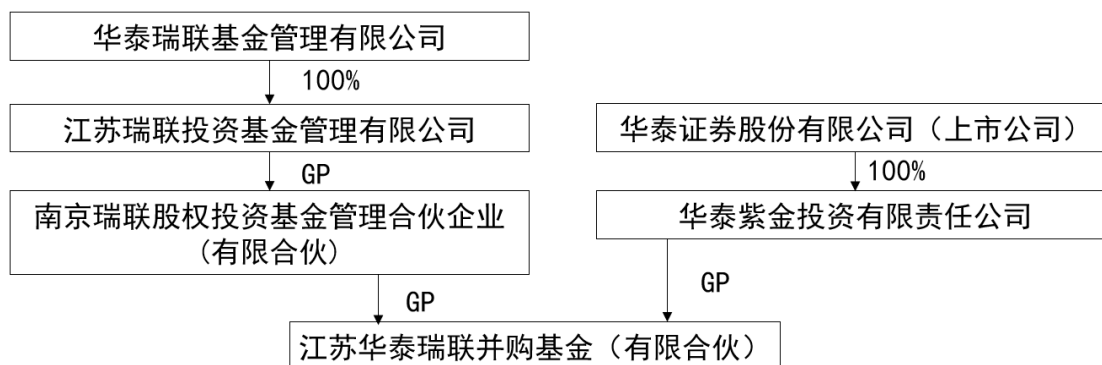 华泰瑞联基金管理有限公司
100%
江苏瑞联投资基金管理有限公司
华泰证券股份有限公司（上市公司）
GP
100%
南京瑞联股权投资基金管理合伙企业
(有限合伙)
华泰紫金投资有限责任公司
GP
GP
江苏华泰瑞联并购基金（有限合伙）